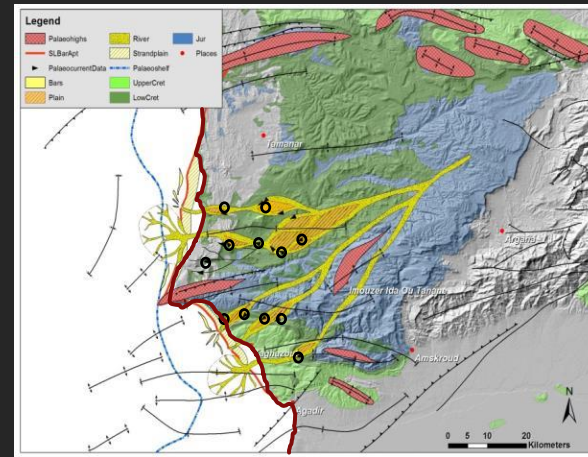 Legend
Palaeohighs
SLBarApt
PalaeocurrentData
Bars
Plain
River
Strandplain
Palaeoshelf
UpperCret
LowCret
Jur
Places
Tamanar
Argana
Imouzer Ida Ou Tanane
Amskroud
Agadir
N
0 5 10 20
Kilometers